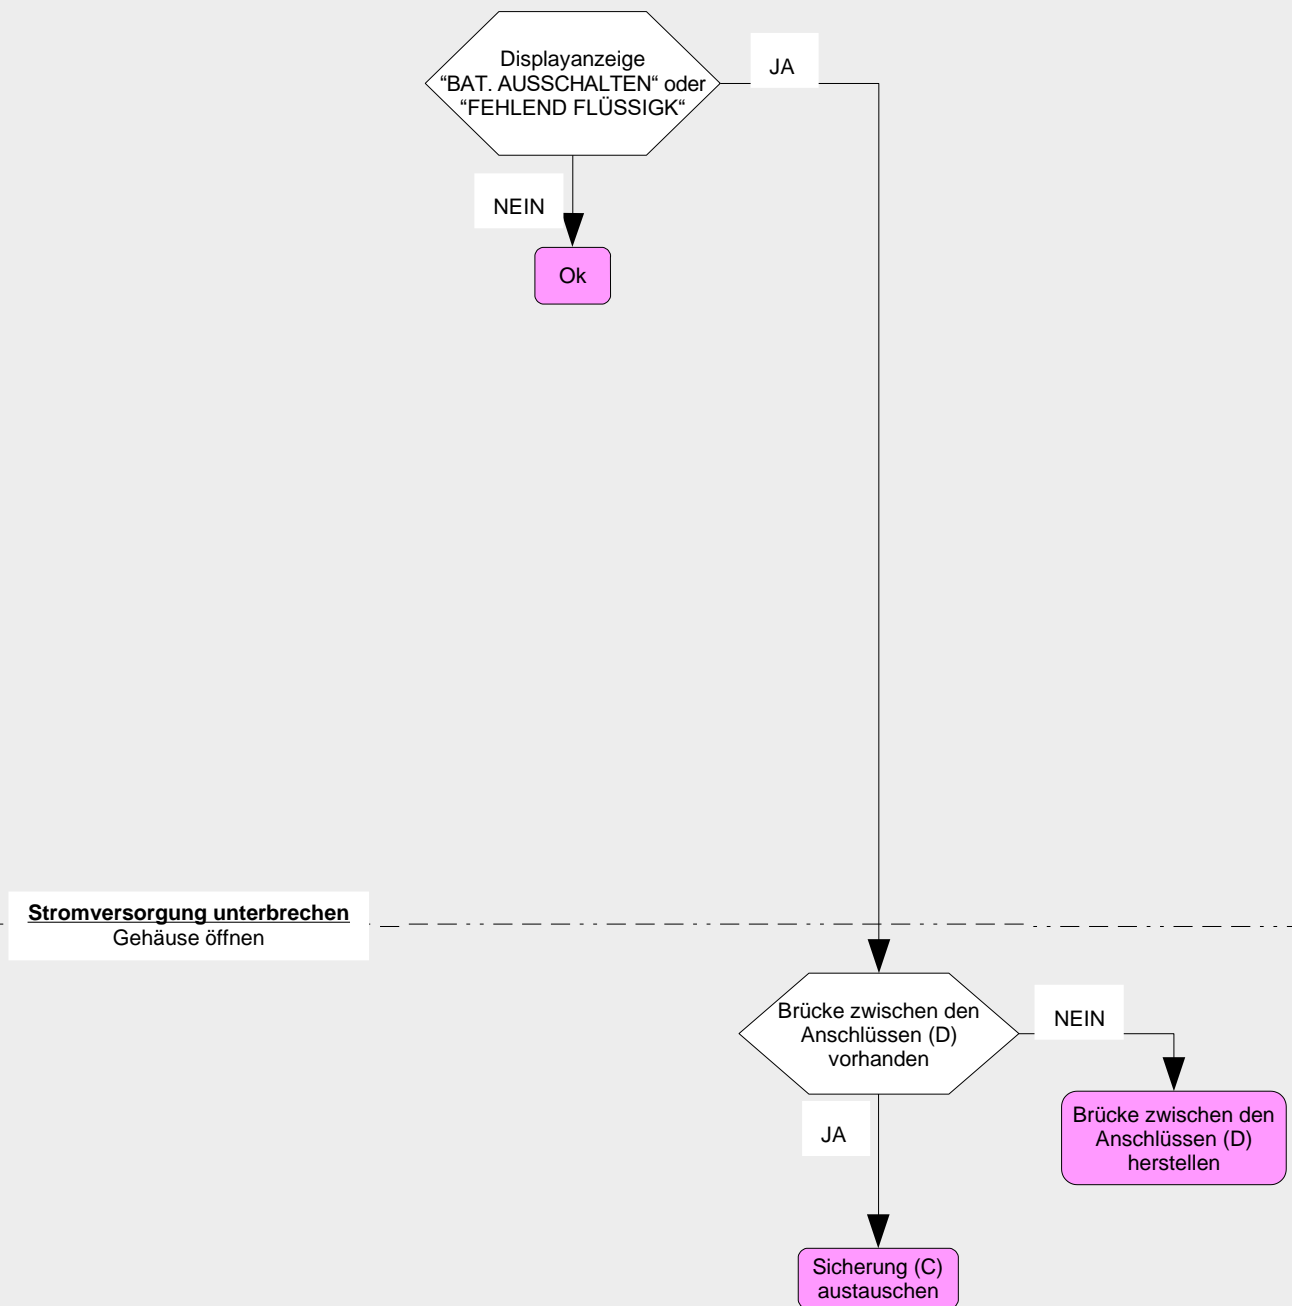 Displayanzeige
“BAT. AUSSCHALTEN“ oder
“FEHLEND FLÜSSIGK“
JA
NEIN
Ok
Stromversorgung unterbrechen
Gehäuse öffnen
Brücke zwischen den
Anschlüssen (D)
vorhanden
NEIN
JA
Brücke zwischen den
Anschlüssen (D)
herstellen
Sicherung (C)
austauschen